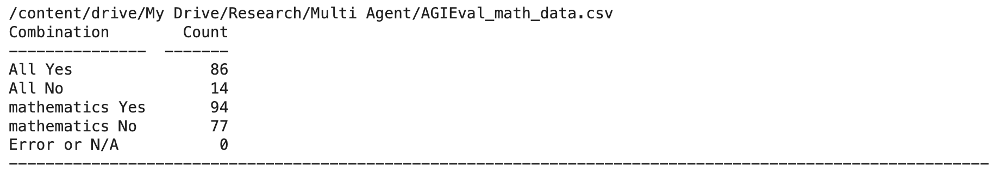 /content/drive/My Drive/Research/Multi Agent/AGIEval_math_data.csv
Combination        Count
---------------  -------
All Yes               86
All No                14
mathematics Yes       94
mathematics No        77
Error or N/A           0
-----------------------------------------------------------------------------------------------------------